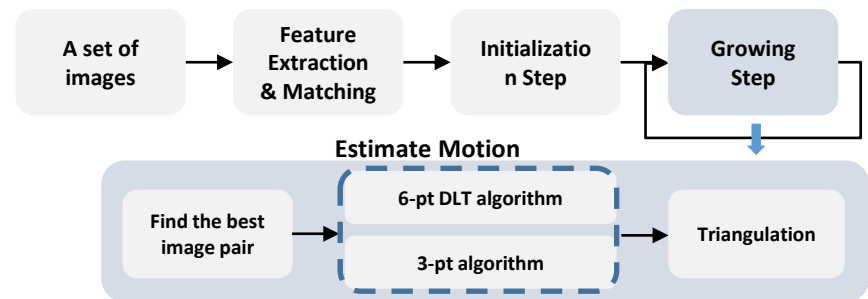 A set of
images
Feature
Extraction
& Matching
Initializatio
n Step
Growing
Step
Estimate Motion
Find the best
image pair
6-pt DLT algorithm
3-pt algorithm
Triangulation